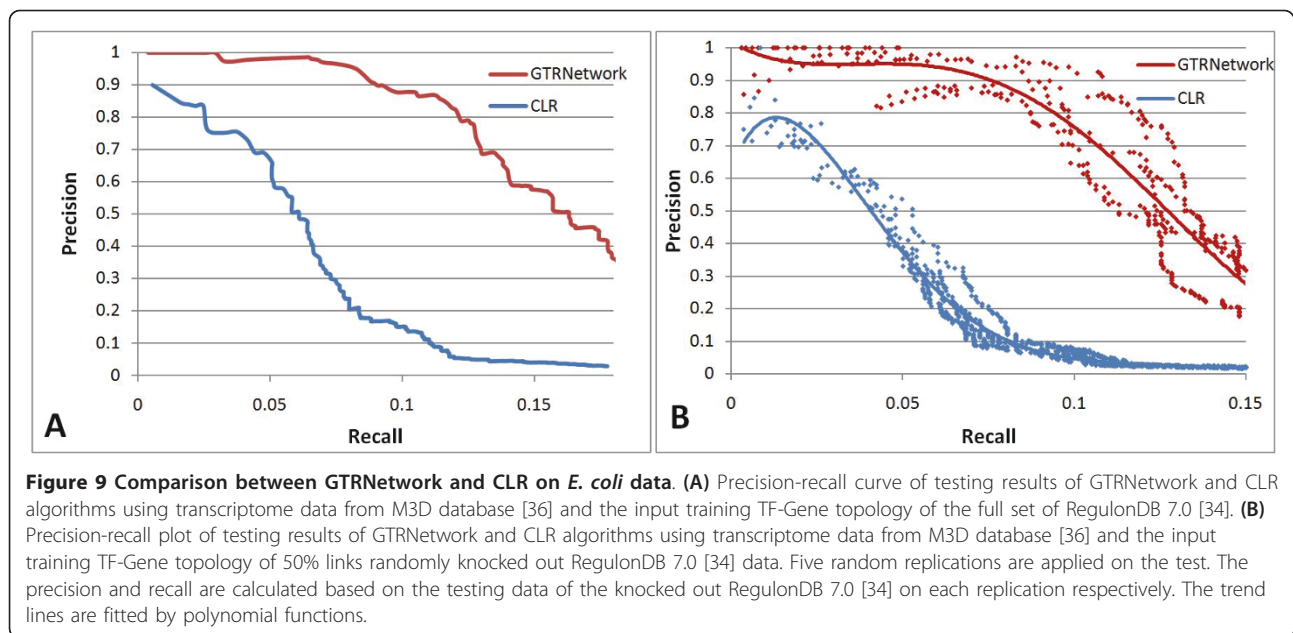 1
0.9
0.8
0.7
0.6
0.5
0.4
0.3
0.2
0.1
0
Precision
GTRNetwork
CLR
0
0.05
0.1
0.15
A
Recall
1
0.9
0.8
0.7
0.6
0.5
0.4
0.3
0.2
0.1
0
Precision
GTRNetwork
CLR
0
0.05
0.1
0.15
B
Recall
Figure 9 Comparison between GTRNetwork and CLR on E. coli data. (A) Precision-recall curve of testing results of GTRNetwork and CLR
algorithms using transcriptome data from M3D database [36] and the input training TF-Gene topology of the full set of RegulonDB 7.0 [34]. (B)
Precision-recall plot of testing results of GTRNetwork and CLR algorithms using transcriptome data from M3D database [36] and the input
training TF-Gene topology of 50% links randomly knocked out RegulonDB 7.0 [34] data. Five random replications are applied on the test. The
precision and recall are calculated based on the testing data of the knocked out RegulonDB 7.0 [34] on each replication respectively. The trend
lines are fitted by polynomial functions.